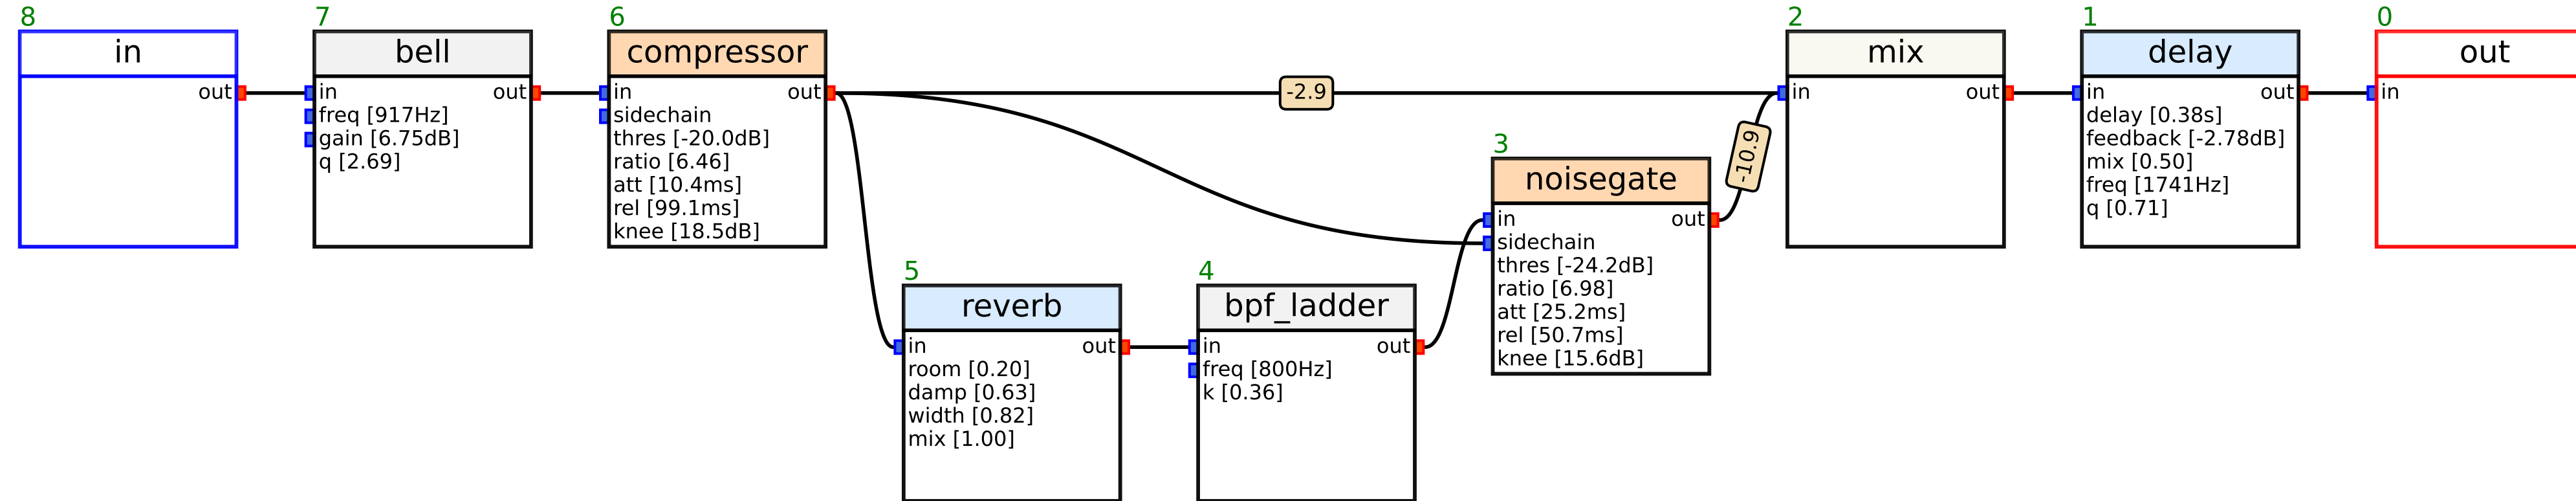 8
in
out
7
bell
in out
freq [917Hz]
gain [6.75dB]
q [2.69]
6
compressor
in out
sidechain
thres [-20.0dB]
ratio [6.46]
att [10.4ms]
rel [99.1ms]
knee [18.5dB]
5
reverb
in out
room [0.20]
damp [0.63]
width [0.82]
mix [1.00]
4
bpf_ladder
in out
freq [800Hz]
k [0.36]
-2.9
3
noisegate
in out
sidechain
thres [-24.2dB]
ratio [6.98]
att [25.2ms]
rel [50.7ms]
knee [15.6dB]
-10.9
2
mix
in out
1
delay
in out
delay [0.38s]
feedback [-2.78dB]
mix [0.50]
freq [1741Hz]
q [0.71]
0
out
in